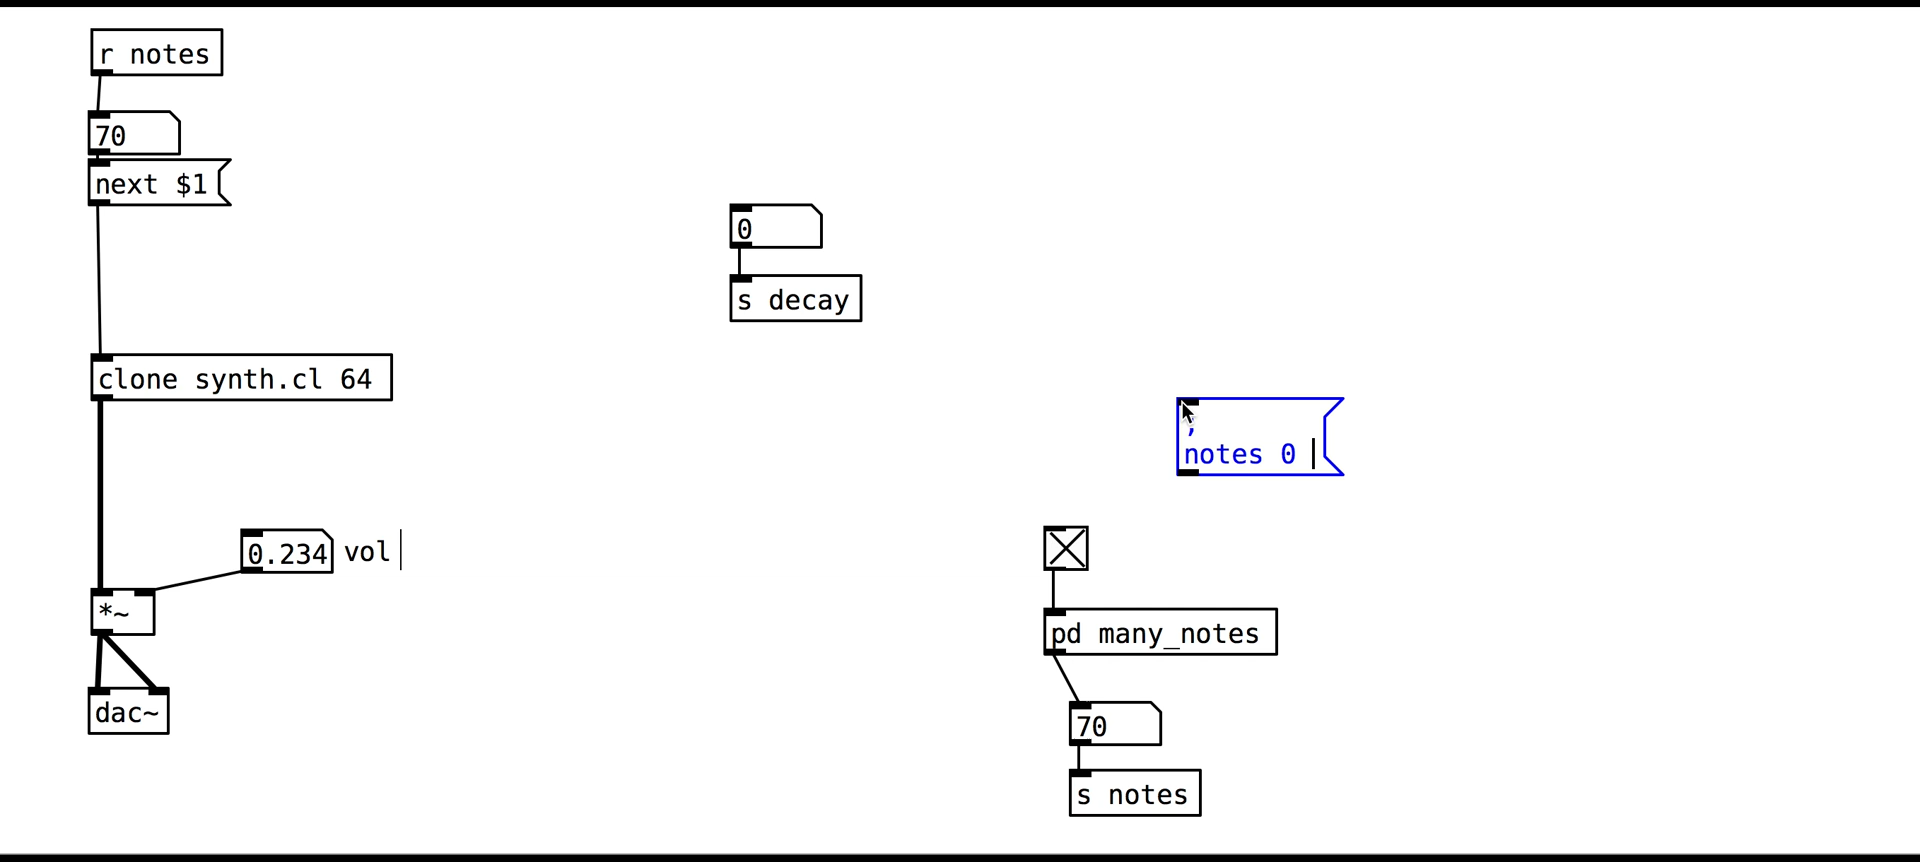 r notes
70
next $1
0
s decay
clone synth.cl 64
;
notes 0
0.234 vol
*~
pd many_notes
dac~
70
s notes